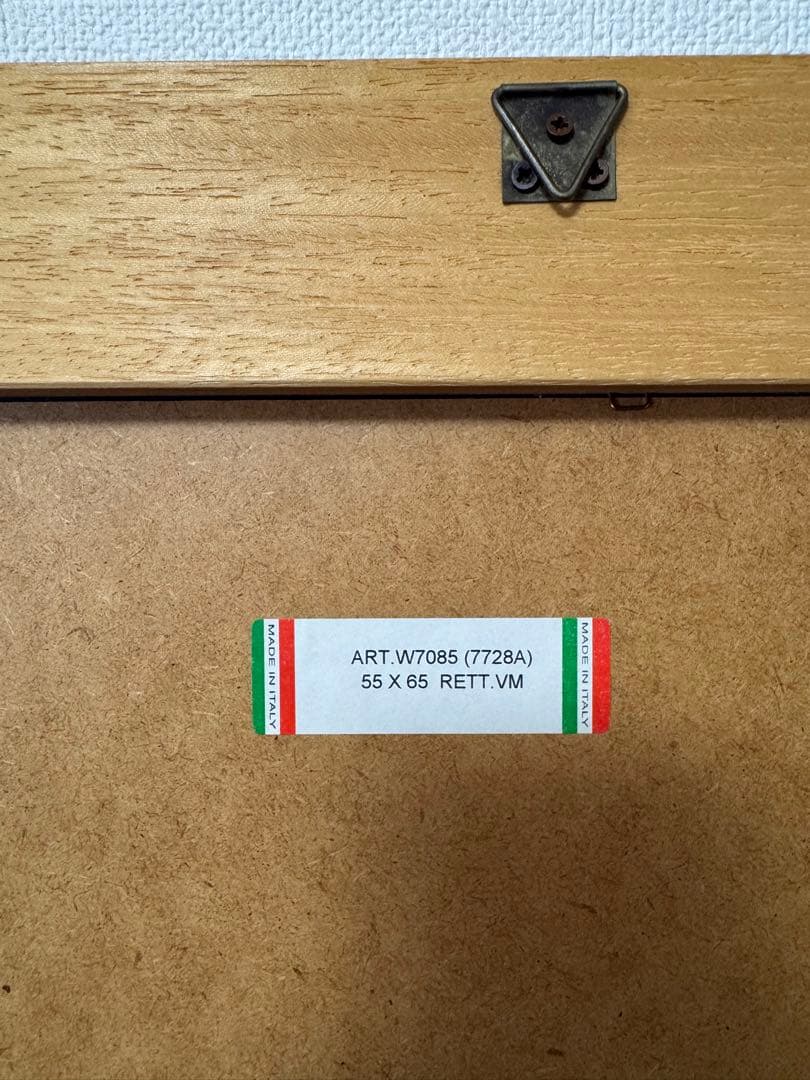 MADE IN ITALY
ART.W7085 (7728A)
55 X 65 RETT.VM
MADE IN ITALY